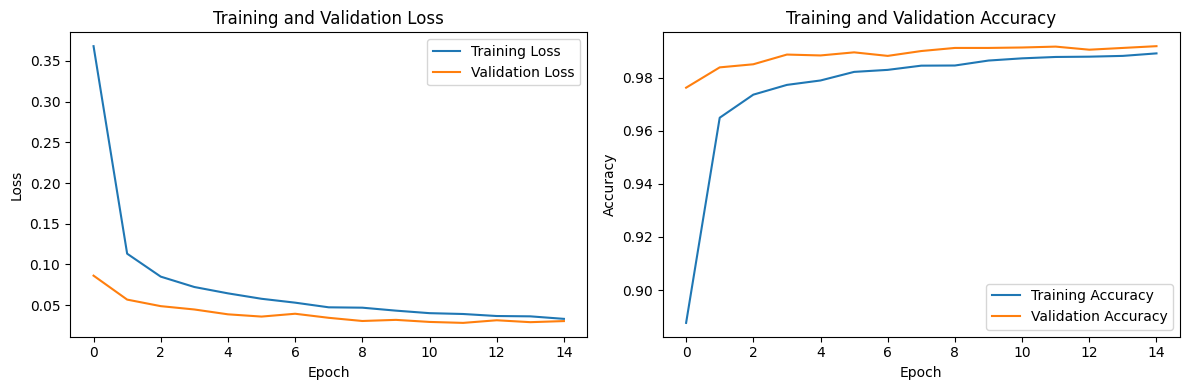 Training and Validation Loss
Training Loss
Validation Loss
0.35
0.30
0.25
0.20
0.15
0.10
0.05
Loss
0 2 4 6 8 10 12 14
Epoch
Training and Validation Accuracy
0.98
0.96
0.94
0.92
0.90
Accuracy
Training Accuracy
Validation Accuracy
0 2 4 6 8 10 12 14
Epoch